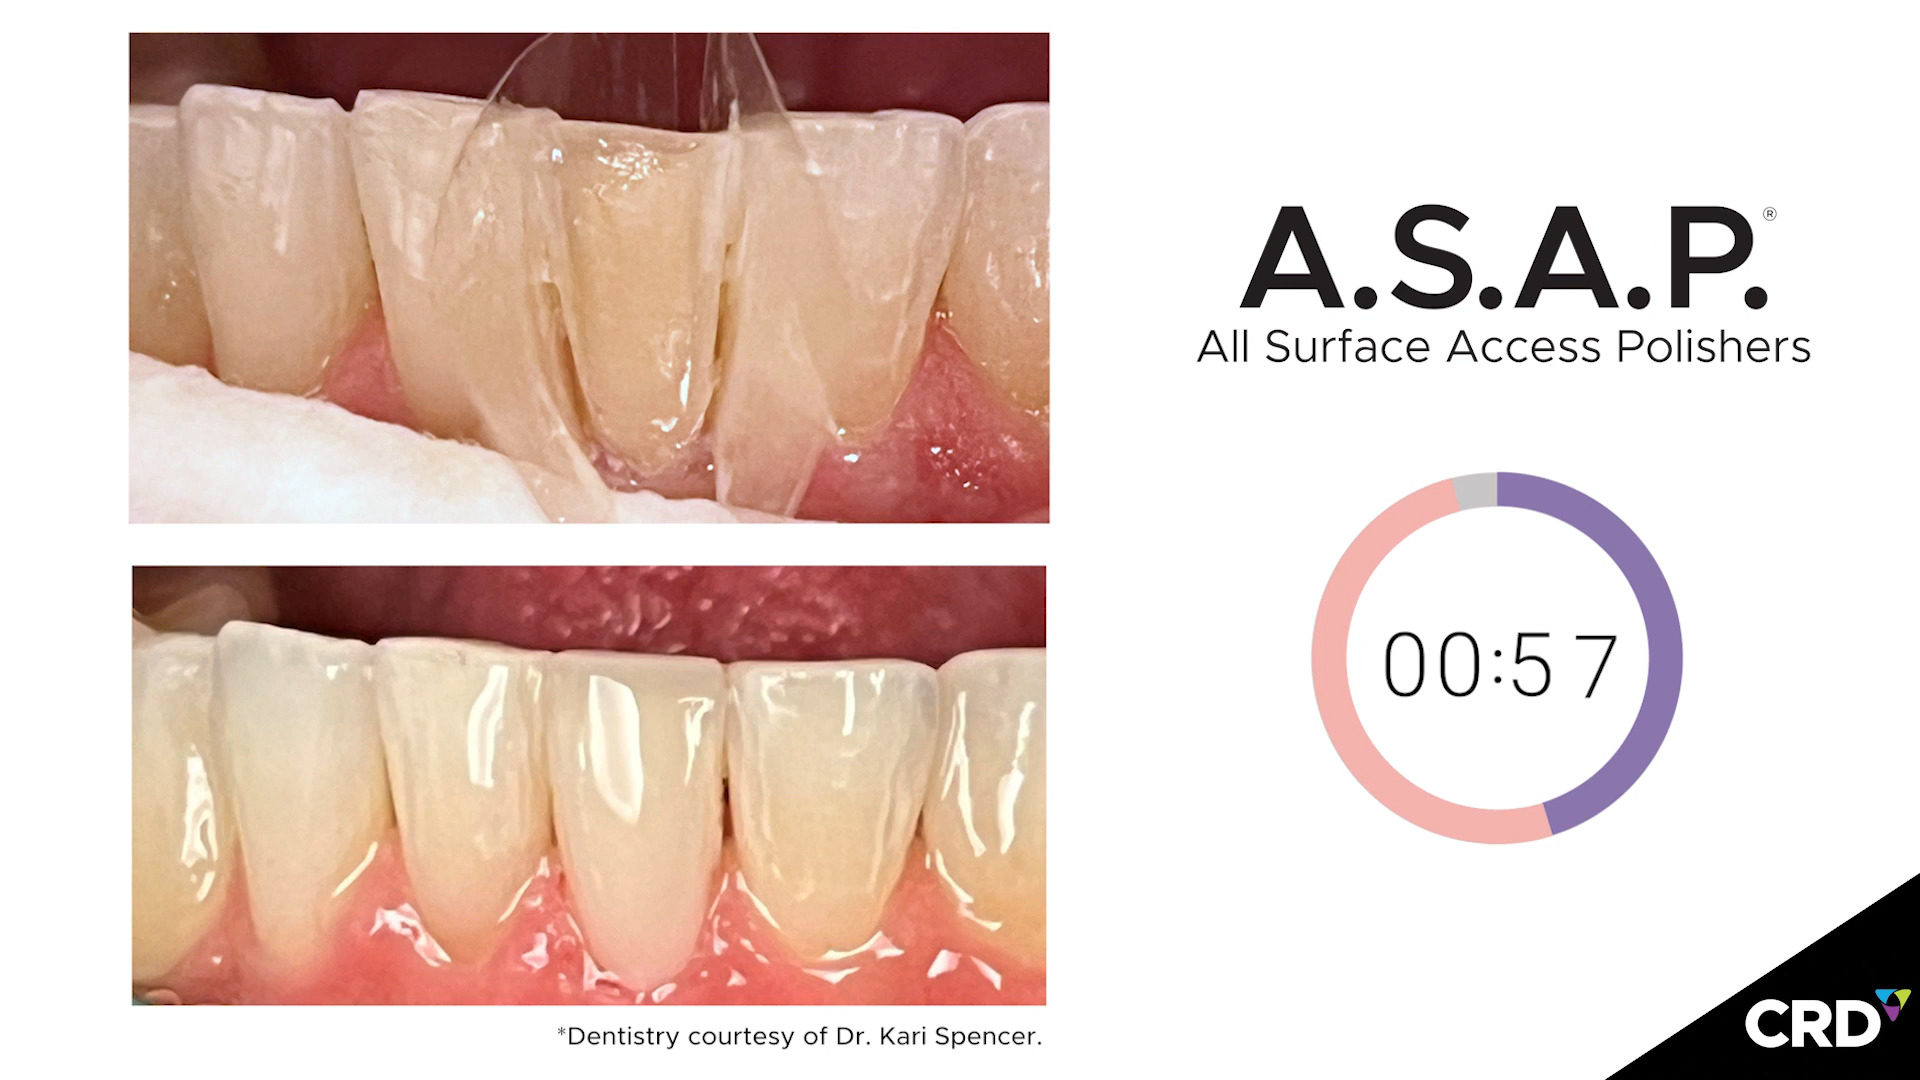 A.S.A.P.®
All Surface Access Polishers
00:57
*Dentistry courtesy of Dr. Kari Spencer.
CRD